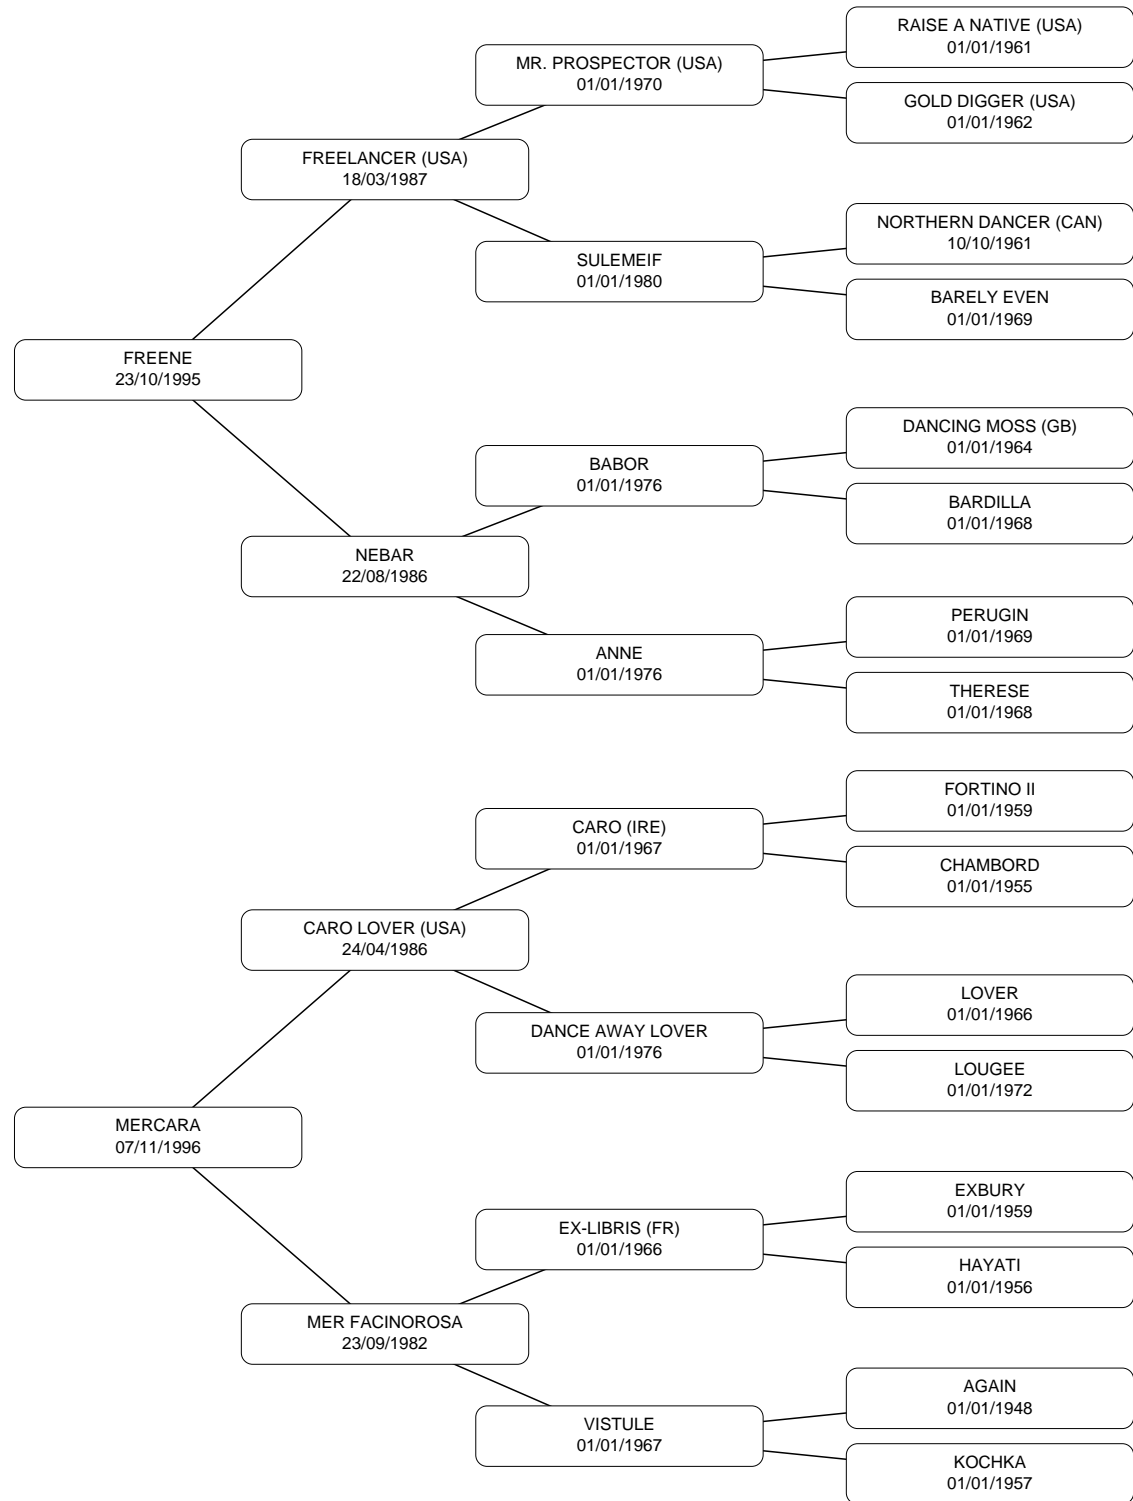 RAISE A NATIVE (USA)
01/01/1961
MR. PROSPECTOR (USA)
01/01/1970
GOLD DIGGER (USA)
01/01/1962
FREELANCER (USA)
18/03/1987
NORTHERN DANCER (CAN)
10/10/1961
SULEMEIF
01/01/1980
BARELY EVEN
01/01/1969
FREENE
23/10/1995
DANCING MOSS (GB)
01/01/1964
BABOR
01/01/1976
BARDILLA
01/01/1968
NEBAR
22/08/1986
PERUGIN
01/01/1969
ANNE
01/01/1976
THERESE
01/01/1968
FORTINO II
01/01/1959
CARO (IRE)
01/01/1967
CHAMBORD
01/01/1955
CARO LOVER (USA)
24/04/1986
LOVER
01/01/1966
DANCE AWAY LOVER
01/01/1976
LOUGEE
01/01/1972
MERCARA
07/11/1996
EXBURY
01/01/1959
EX-LIBRIS (FR)
01/01/1966
HAYATI
01/01/1956
MER FACINOROSA
23/09/1982
AGAIN
01/01/1948
VISTULE
01/01/1967
KOCHKA
01/01/1957